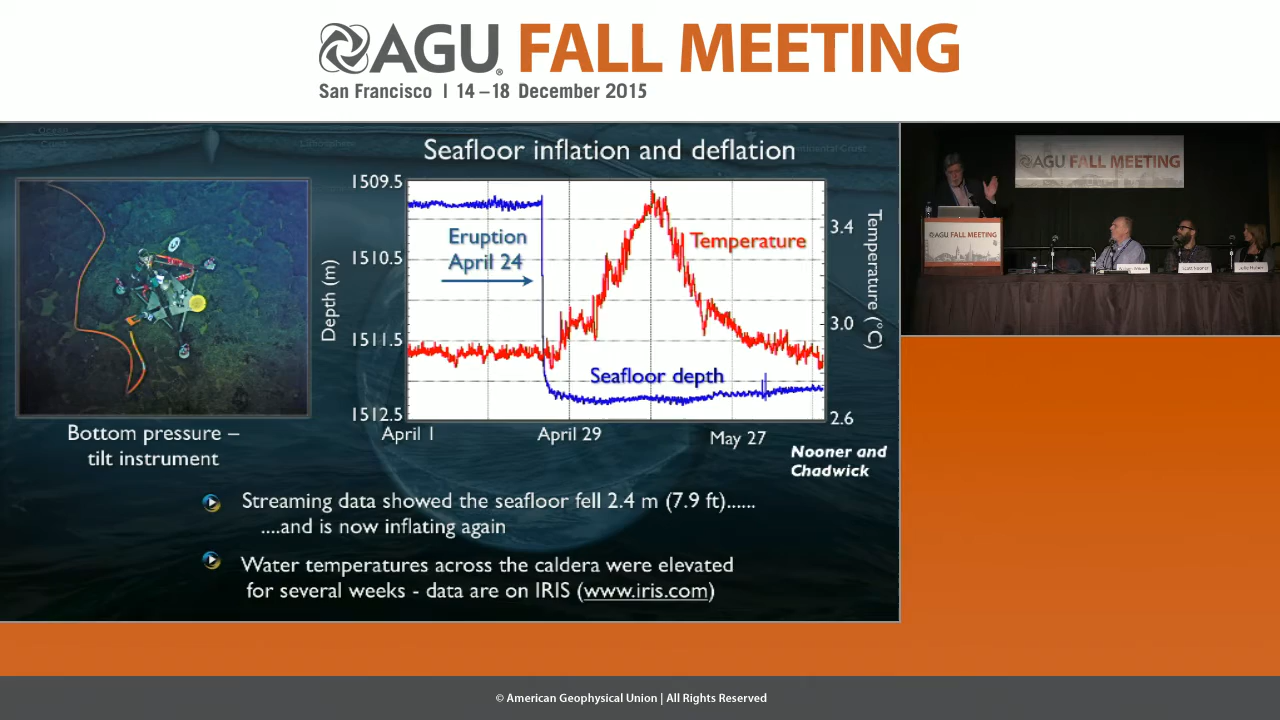 AGU FALL MEETING
San Francisco | 14–18 December 2015
Seafloor inflation and deflation
1509.5
1510.5
1511.5
1512.5
Depth (m)
Eruption
April 24
Temperature
Seafloor depth
3.4
3.0
2.6
Temperature (°C)
April 1
April 29
May 27
Nooner and
Chadwick
Bottom pressure –
tilt instrument
Streaming data showed the seafloor fell 2.4 m (7.9 ft)......
....and is now inflating again
Water temperatures across the caldera were elevated
for several weeks - data are on IRIS (www.iris.com)
AGU FALL MEETING
AGU FALL MEETING
© American Geophysical Union | All Rights Reserved